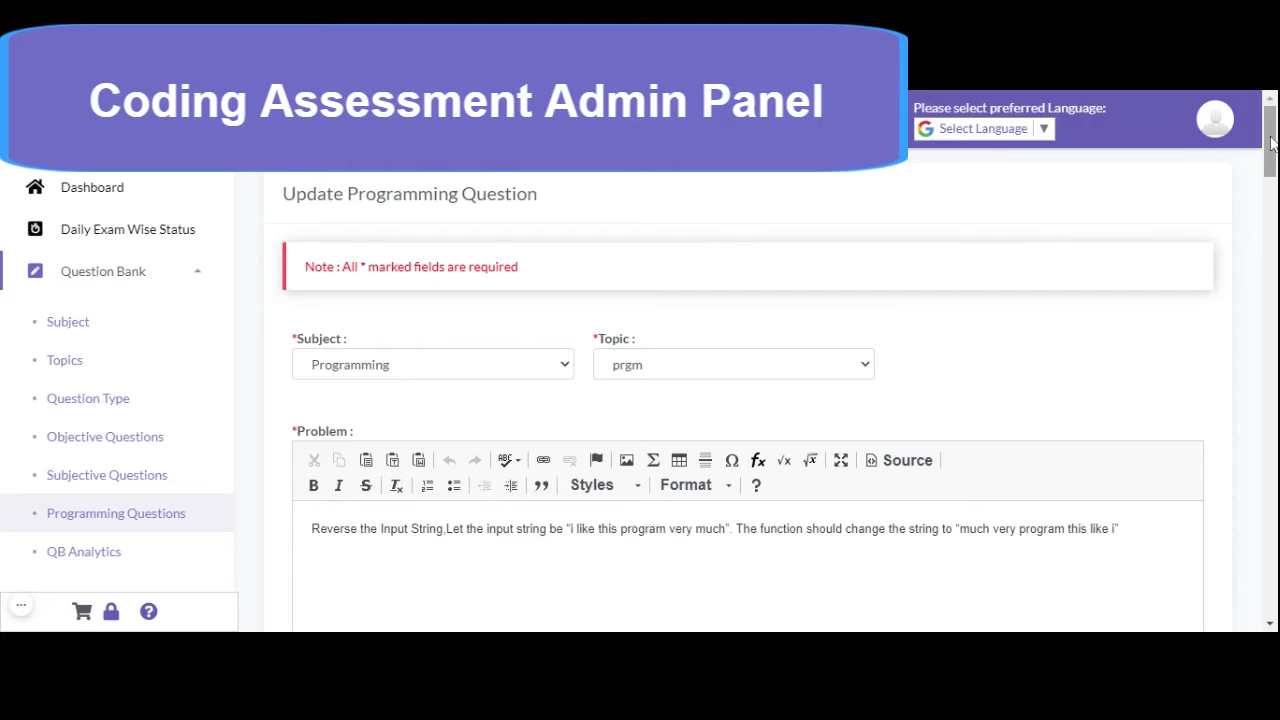 Coding Assessment Admin Panel
Please select preferred Language:
Select Language ▼
Dashboard
Daily Exam Wise Status
Question Bank
Subject
Topics
Question Type
Objective Questions
Subjective Questions
Programming Questions
QB Analytics
...
Update Programming Question
Note : All * marked fields are required
*Subject :
*Topic :
Programming
prgm
*Problem :
ABC
Source
Styles
Format
Reverse the Input String,Let the input string be “i like this program very much”. The function should change the string to “much very program this like i”